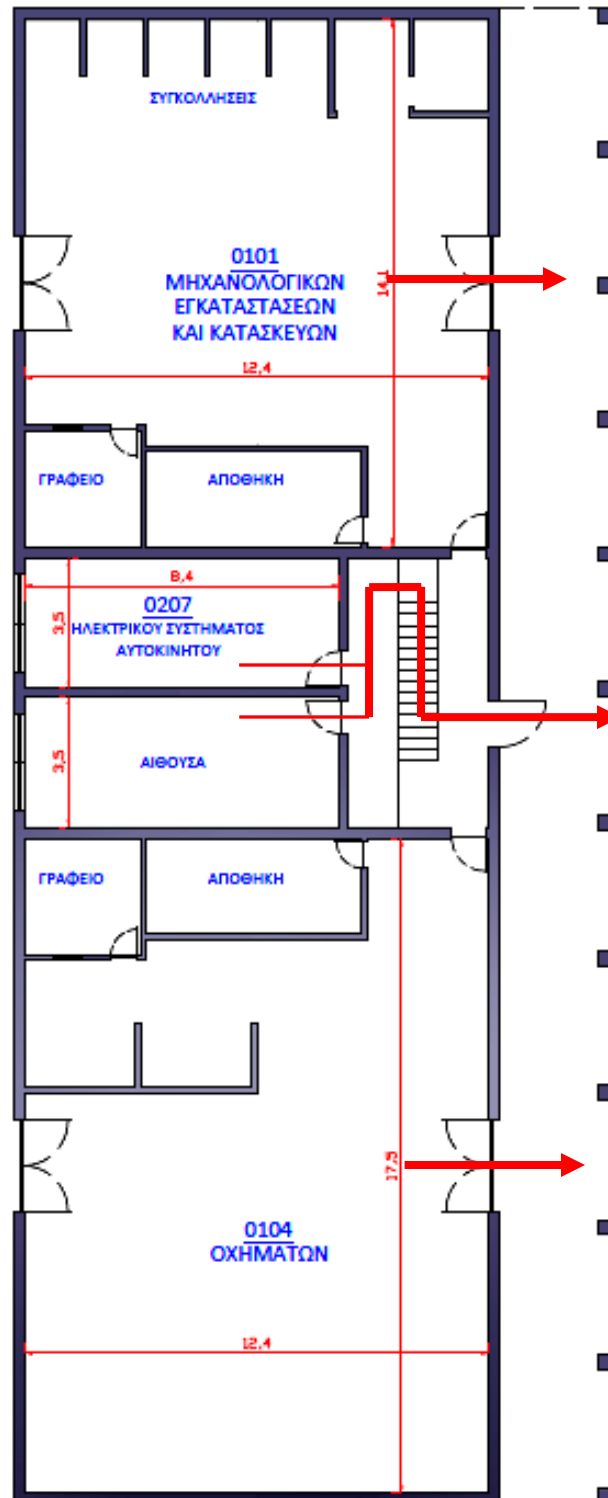 ΣΥΓΚΟΛΛΗΣΕΙΣ
0101
ΜΗΧΑΝΟΛΟΓΙΚΩΝ
ΕΓΚΑΤΑΣΤΑΣΕΩΝ
ΚΑΙ ΚΑΤΑΣΚΕΥΩΝ
14,1
12,4
ΓΡΑΦΕΙΟ
ΑΠΟΘΗΚΗ
8,4
3,5
0207
ΗΛΕΚΤΡΙΚΟΥ ΣΥΣΤΗΜΑΤΟΣ
ΑΥΤΟΚΙΝΗΤΟΥ
3,5
ΑΙΘΟΥΣΑ
ΓΡΑΦΕΙΟ
ΑΠΟΘΗΚΗ
17,5
0104
ΟΧΗΜΑΤΩΝ
12,4